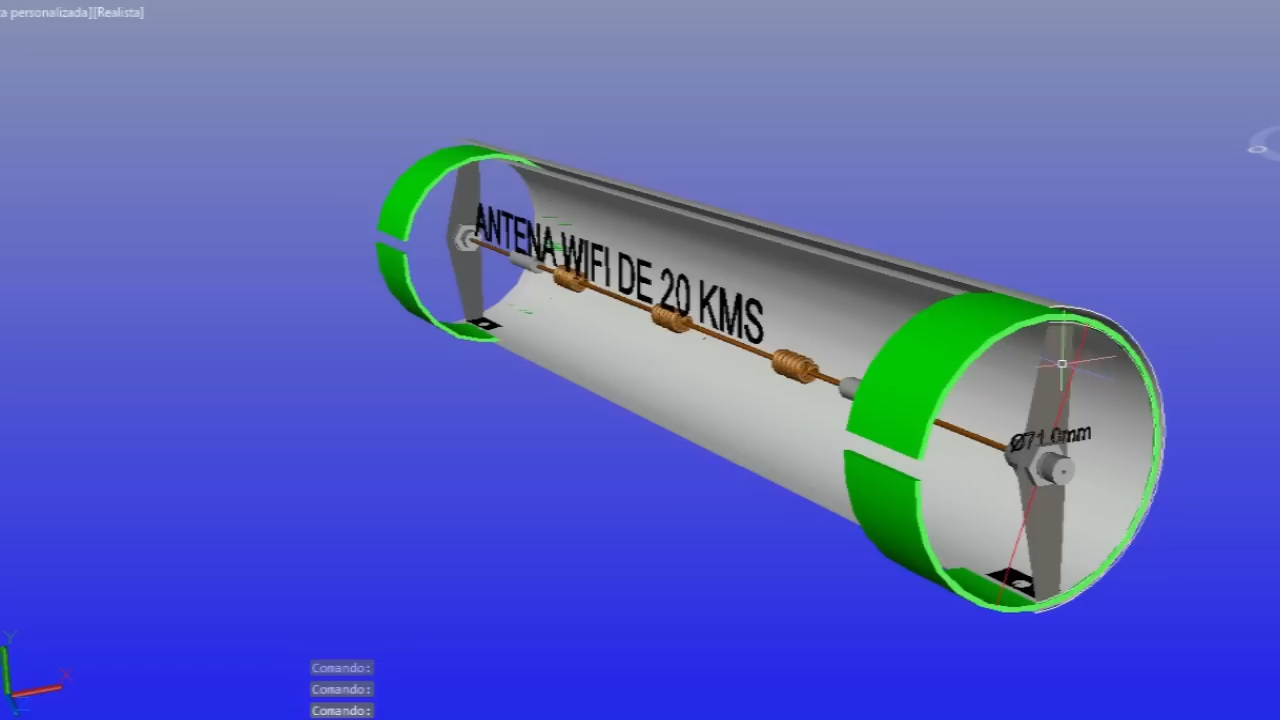 a personalizada][Realista]
ANTENA WIFI DE 20 KMS
Ø71.0mm
Y
X
Comando:
Comando:
Comando: